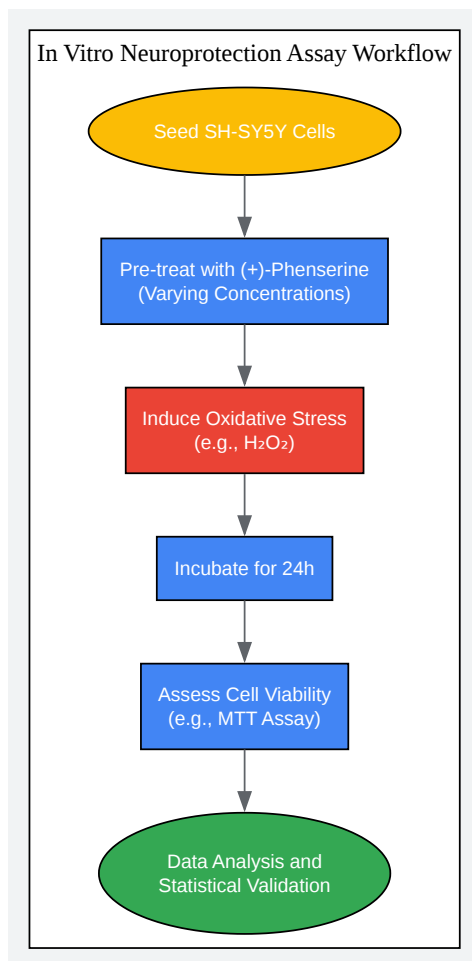 In Vitro Neuroprotection Assay Workflow
Seed SH-SY5Y Cells
Pre-treat with (+)-Phenserine
(Varying Concentrations)
Induce Oxidative Stress
(e.g., H₂O₂)
Incubate for 24h
Assess Cell Viability
(e.g., MTT Assay)
Data Analysis and
Statistical Validation